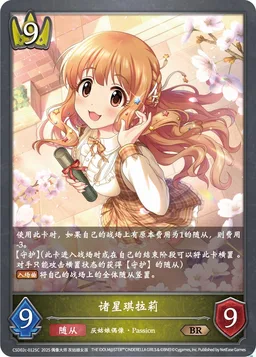 9
使用此卡时，如果自己的战场上有原本费用为1的随从，则费用
-3。
【守护】(此卡进入战场时或在自己的结束阶段可以将此卡横置。
对手只能攻击横置状态的获得【守护】的随从)
入场曲 将自己的战场上的全体随从竖置。
诸星琪拉莉
9
随从
灰姑娘偶像・Passion
BR
9